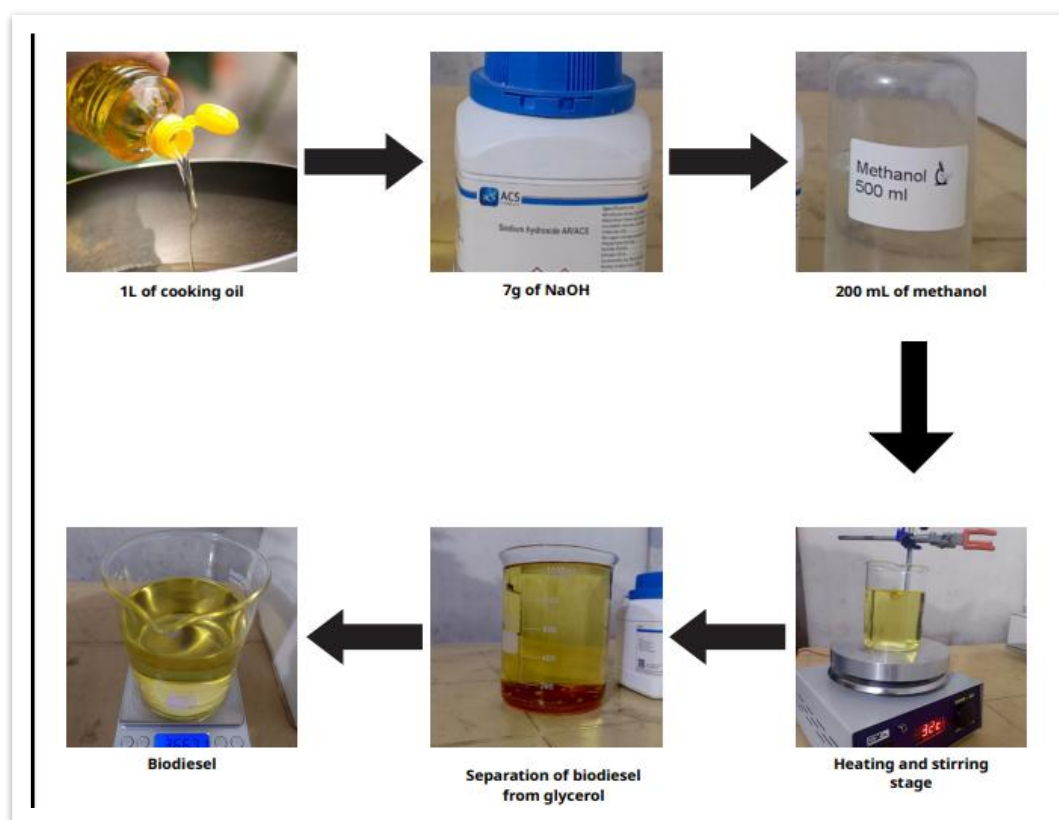 ACS
Sodium hydroxide AR/ACS
Methanol
500 ml
1L of cooking oil
7g of NaOH
200 mL of methanol
Biodiesel
Separation of biodiesel
from glycerol
Heating and stirring
stage